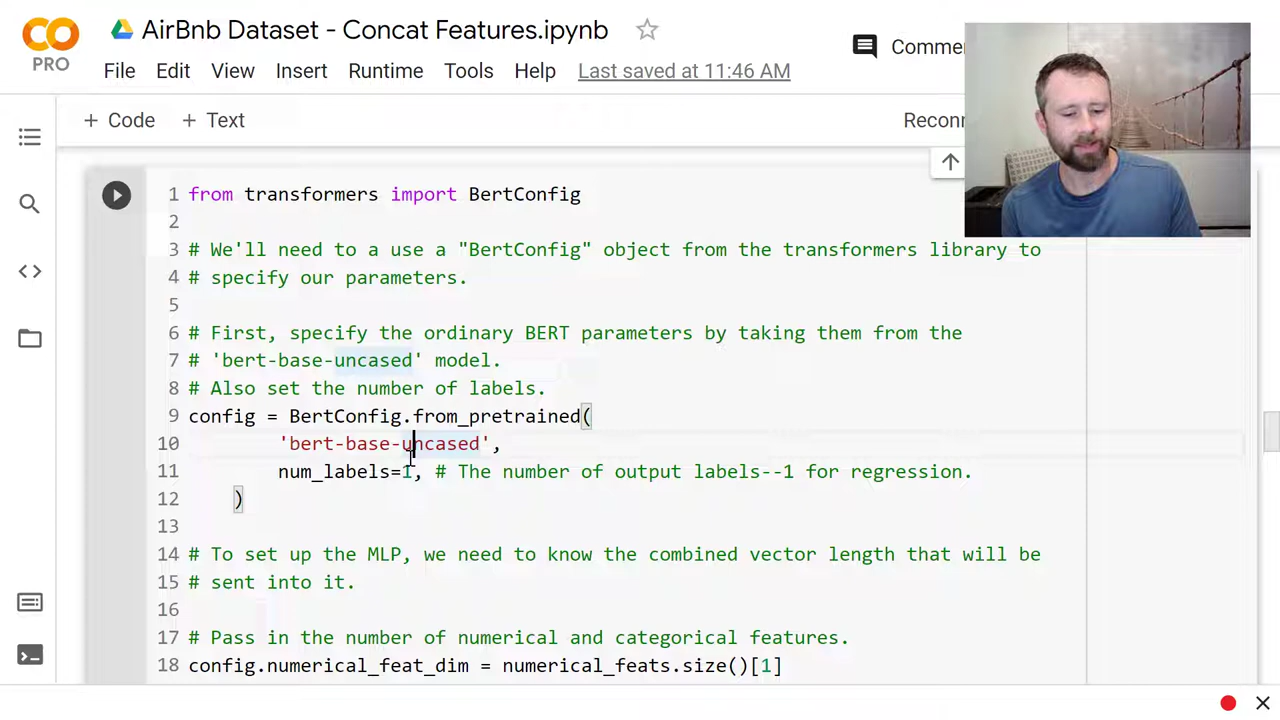 AirBnb Dataset - Concat Features.ipynb
PRO
File Edit View Insert Runtime Tools Help Last saved at 11:46 AM
+ Code + Text
1 from transformers import BertConfig
2
3 # We'll need to a use a "BertConfig" object from the transformers library to
4 # specify our parameters.
5
6 # First, specify the ordinary BERT parameters by taking them from the
7 # 'bert-base-uncased' model.
8 # Also set the number of labels.
9 config = BertConfig.from_pretrained(
10 'bert-base-uncased',
11 num_labels=1, # The number of output labels--1 for regression.
12 )
13
14 # To set up the MLP, we need to know the combined vector length that will be
15 # sent into it.
16
17 # Pass in the number of numerical and categorical features.
18 config.numerical_feat_dim = numerical_feats.size()[1]